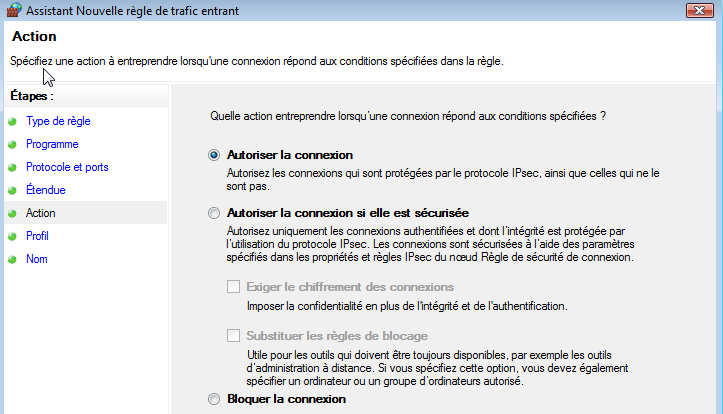 Assistant Nouvelle règle de trafic entrant
Action
Spécifiez une action à entreprendre lorsqu'une connexion répond aux conditions spécifiées dans la règle.
Étapes :
Type de règle
Programme
Protocole et ports
Étendue
Action
Profil
Nom
Quelle action entreprendre lorsqu'une connexion répond aux conditions spécifiées ?
Autoriser la connexion
Autorisez les connexions qui sont protégées par le protocole IPsec, ainsi que celles qui ne le
sont pas.
Autoriser la connexion si elle est sécurisée
Autorisez uniquement les connexions authentifiées et dont l'intégrité est protégée par
l'utilisation du protocole IPsec. Les connexions sont sécurisées à l'aide des paramètres
spécifiés dans les propriétés et règles IPsec du nœud Règle de sécurité de connexion.
Exiger le chiffrement des connexions
Imposer la confidentialité en plus de l'intégrité et de l'authentification.
Substituer les règles de blocage
Utile pour les outils qui doivent être toujours disponibles, par exemple les outils
d'administration à distance. Si vous spécifiez cette option, vous devez également
spécifier un ordinateur ou un groupe d'ordinateurs autorisé.
Bloquer la connexion